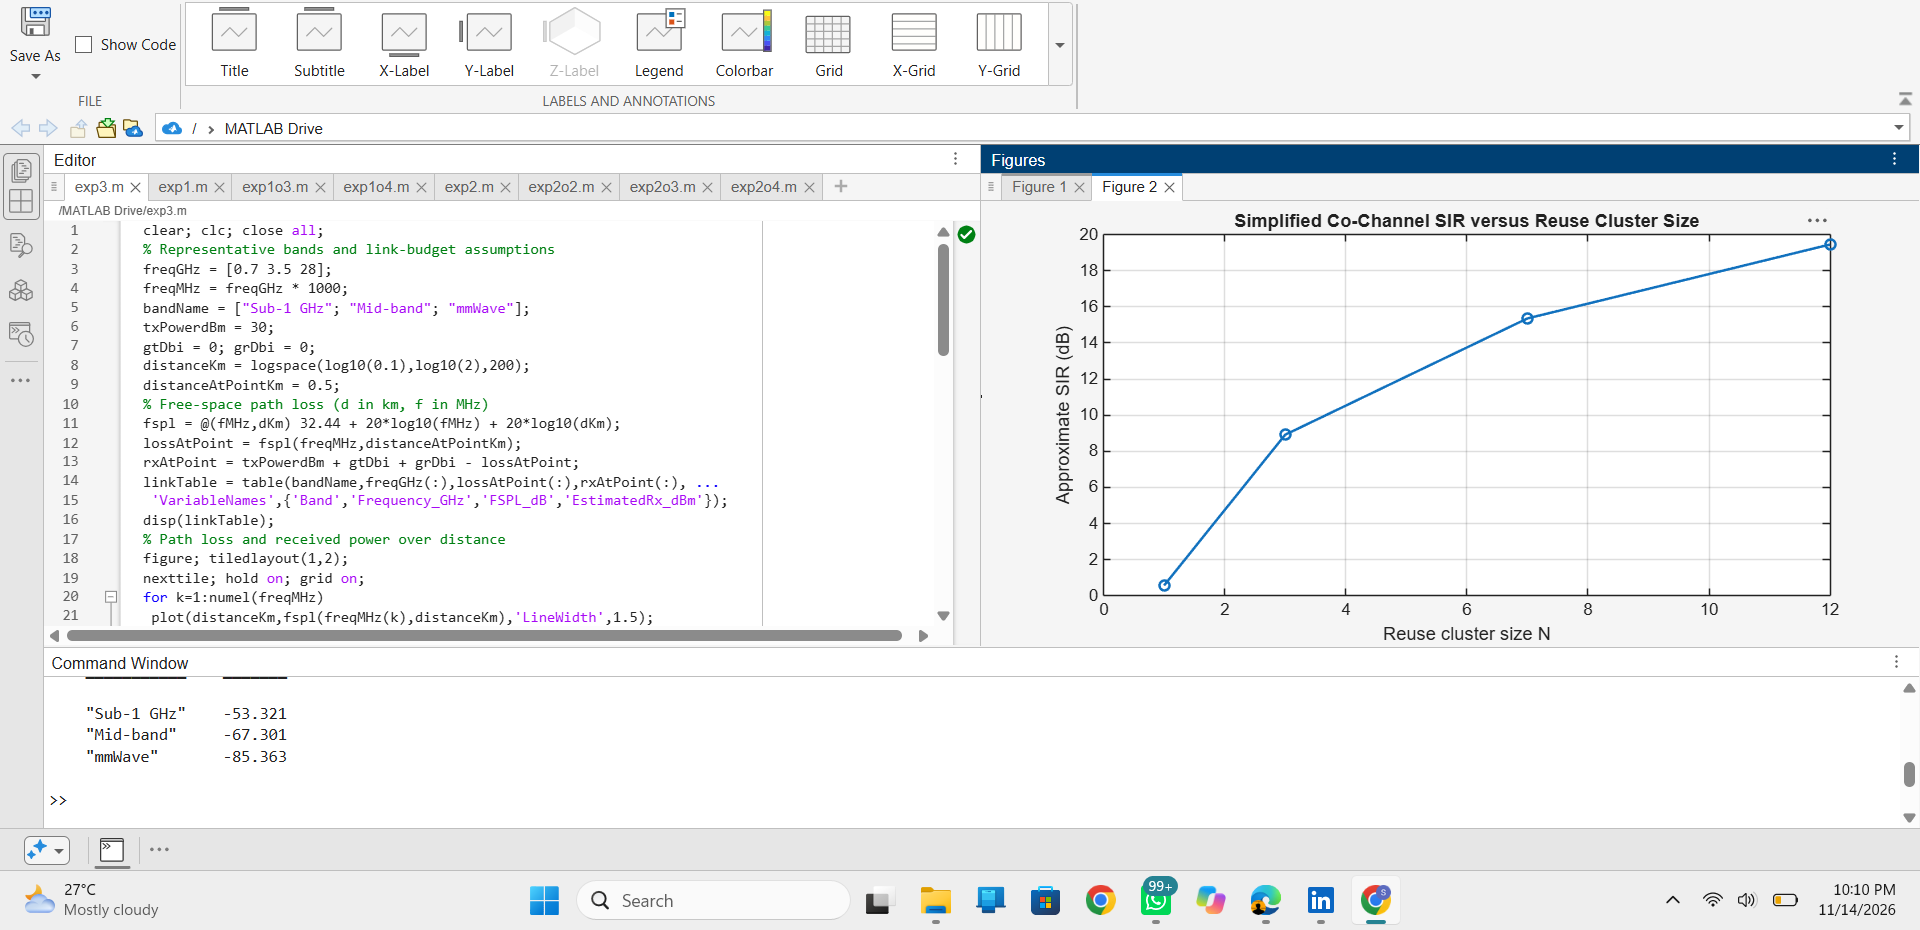 Save As
Show Code
Title
Subtitle
X-Label
Y-Label
Z-Label
Legend
Colorbar
Grid
X-Grid
Y-Grid
FILE
LABELS AND ANNOTATIONS
/ › MATLAB Drive
Editor
exp3.m
exp1.m
exp1o3.m
exp1o4.m
exp2.m
exp2o2.m
exp2o3.m
exp2o4.m
/MATLAB Drive/exp3.m
1 clear; clc; close all;
2 % Representative bands and link-budget assumptions
3 freqGHz = [0.7 3.5 28];
4 freqMHz = freqGHz * 1000;
5 bandName = ["Sub-1 GHz"; "Mid-band"; "mmWave"];
6 txPowerdBm = 30;
7 gtDbi = 0; grDbi = 0;
8 distanceKm = logspace(log10(0.1),log10(2),200);
9 distanceAtPointKm = 0.5;
10 % Free-space path loss (d in km, f in MHz)
11 fspl = @(fMHz,dKm) 32.44 + 20*log10(fMHz) + 20*log10(dKm);
12 lossAtPoint = fspl(freqMHz,distanceAtPointKm);
13 rxAtPoint = txPowerdBm + gtDbi + grDbi - lossAtPoint;
14 linkTable = table(bandName,freqGHz(:),lossAtPoint(:),rxAtPoint(:), ...
15 'VariableNames',{'Band','Frequency_GHz','FSPL_dB','EstimatedRx_dBm'});
16 disp(linkTable);
17 % Path loss and received power over distance
18 figure; tiledlayout(1,2);
19 nexttile; hold on; grid on;
20 for k=1:numel(freqMHz)
21 plot(distanceKm,fspl(freqMHz(k),distanceKm),'LineWidth',1.5);
Figures
Figure 1
Figure 2
Simplified Co-Channel SIR versus Reuse Cluster Size
Approximate SIR (dB)
20
18
16
14
12
10
8
6
4
2
0
0 2 4 6 8 10 12
Reuse cluster size N
Command Window
"Sub-1 GHz" -53.321
"Mid-band" -67.301
"mmWave" -85.363
>>
27°C
Mostly cloudy
Search
99+
in
S
10:10 PM
11/14/2026